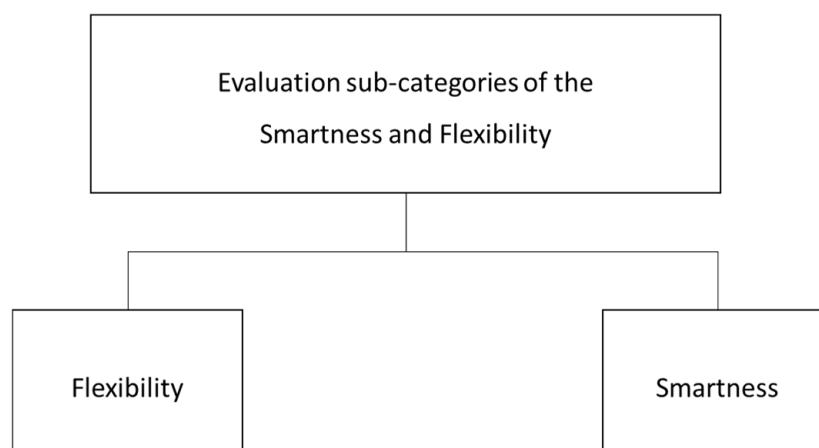 Evaluation sub-categories of the
Smartness and Flexibility
Flexibility
Smartness